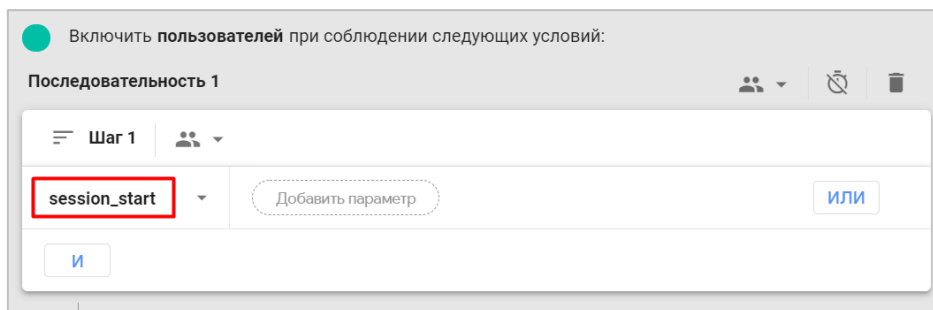 Включить пользователей при соблюдении следующих условий:
Последовательность 1
Шаг 1
session_start
Добавить параметр
ИЛИ
И